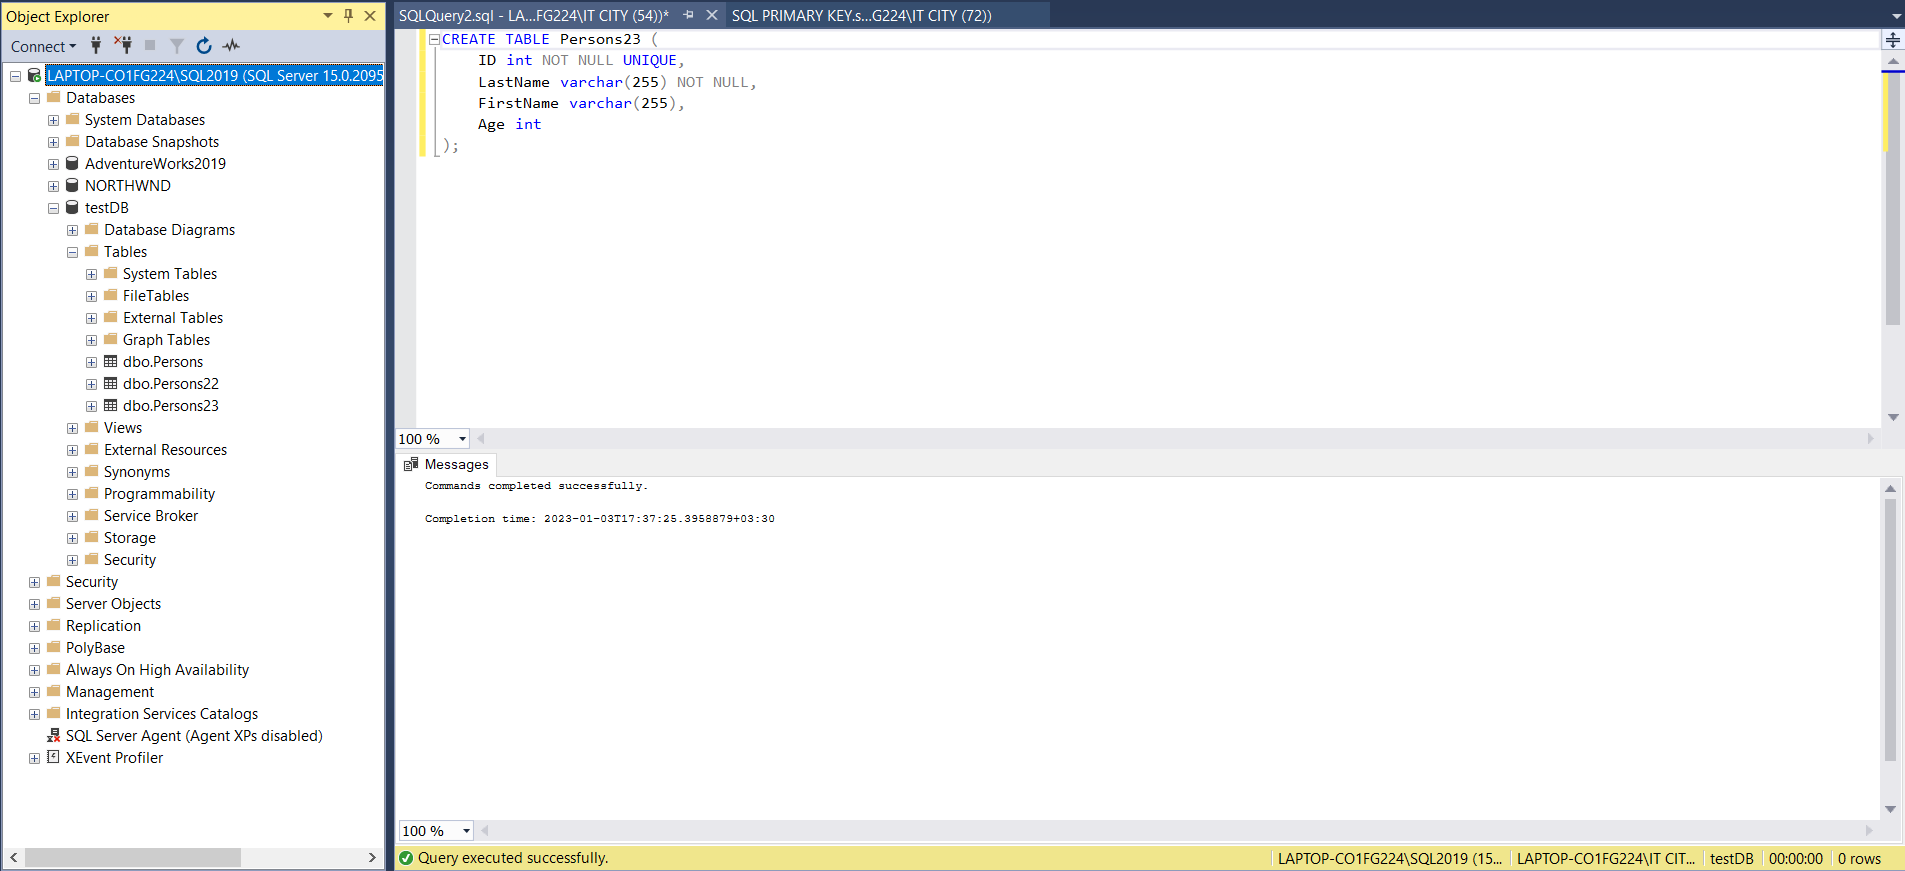 Object Explorer
Connect
LAPTOP-CO1FG224\SQL2019 (SQL Server 15.0.2095
Databases
System Databases
Database Snapshots
AdventureWorks2019
NORTHWND
testDB
Database Diagrams
Tables
System Tables
FileTables
External Tables
Graph Tables
dbo.Persons
dbo.Persons22
dbo.Persons23
Views
External Resources
Synonyms
Programmability
Service Broker
Storage
Security
Security
Server Objects
Replication
PolyBase
Always On High Availability
Management
Integration Services Catalogs
SQL Server Agent (Agent XPs disabled)
XEvent Profiler
SQLQuery2.sql - LA...FG224\IT CITY (54))* SQL PRIMARY KEY.s...G224\IT CITY (72))
CREATE TABLE Persons23 (
ID int NOT NULL UNIQUE,
LastName varchar(255) NOT NULL,
FirstName varchar(255),
Age int
);
100 %
Messages
Commands completed successfully.
Completion time: 2023-01-03T17:37:25.3958879+03:30
100 %
Query executed successfully. LAPTOP-CO1FG224\SQL2019 (15... LAPTOP-CO1FG224\IT CIT... testDB 00:00:00 0 rows